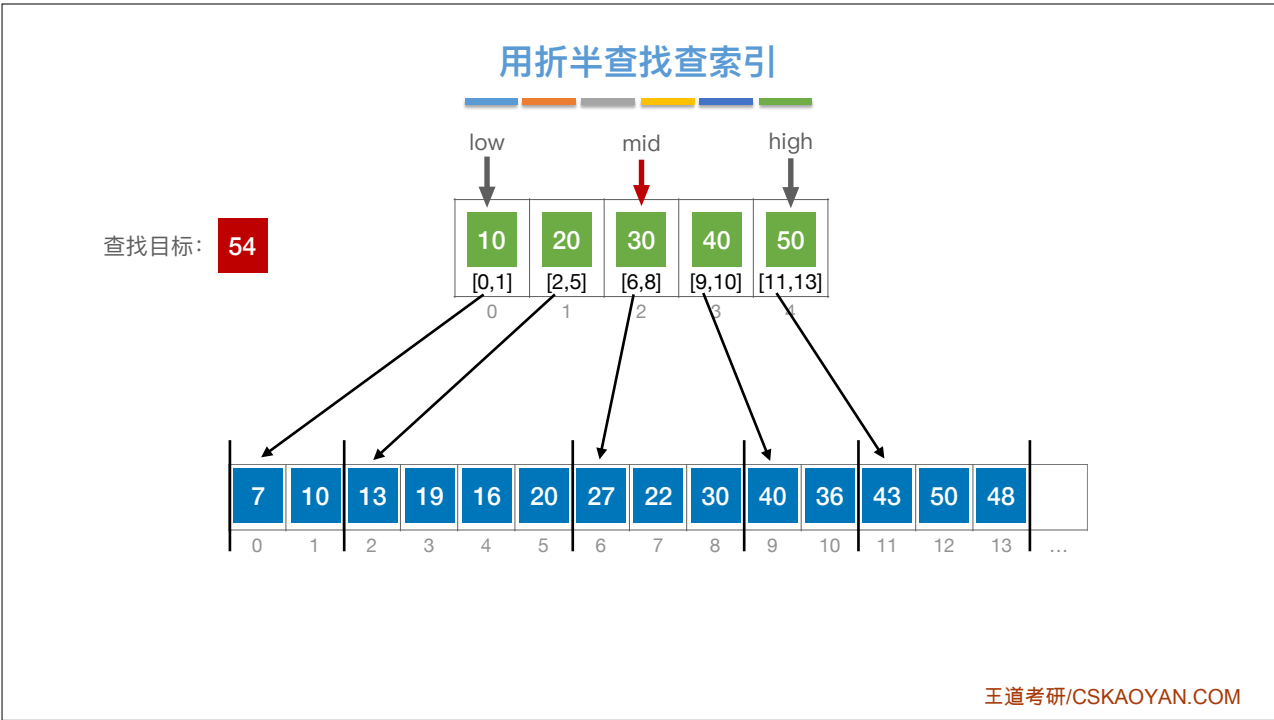 用折半查找查索引
low mid high
查找目标： 54
10 20 30 40 50
[0,1] [2,5] [6,8] [9,10] [11,13]
0 1 2 3 4
7 10 13 19 16 20 27 22 30 40 36 43 50 48
0 1 2 3 4 5 6 7 8 9 10 11 12 13 …
王道考研/CSKAOYAN.COM